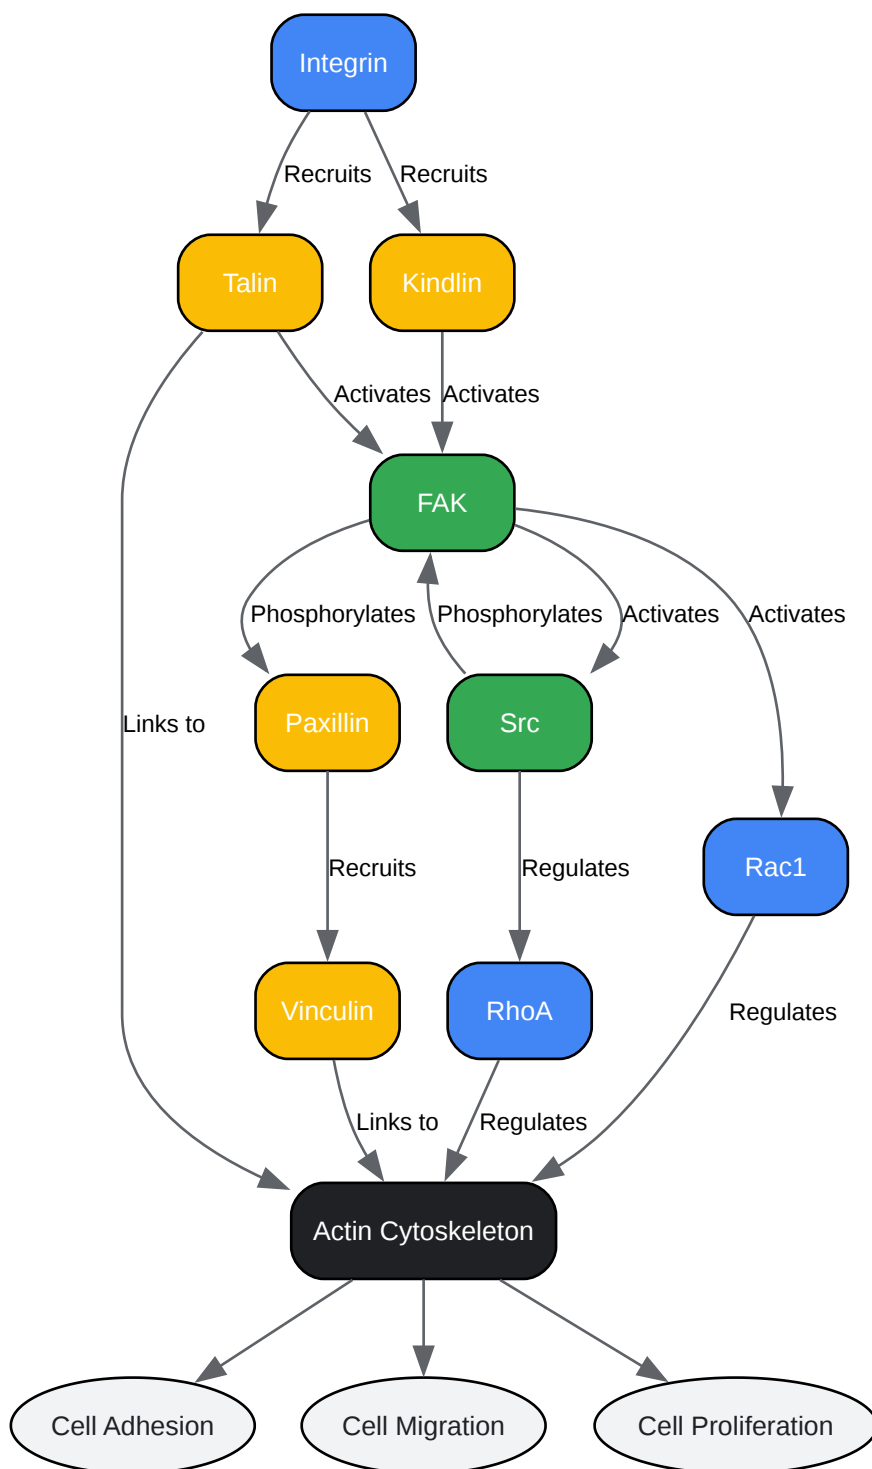 Integrin
Recruits
Recruits
Talin
Kindlin
Activates
Activates
FAK
Phosphorylates
Phosphorylates
Activates
Activates
Links to
Paxillin
Src
Recruits
Regulates
Rac1
Vinculin
RhoA
Regulates
Links to
Regulates
Actin Cytoskeleton
Cell Adhesion
Cell Migration
Cell Proliferation